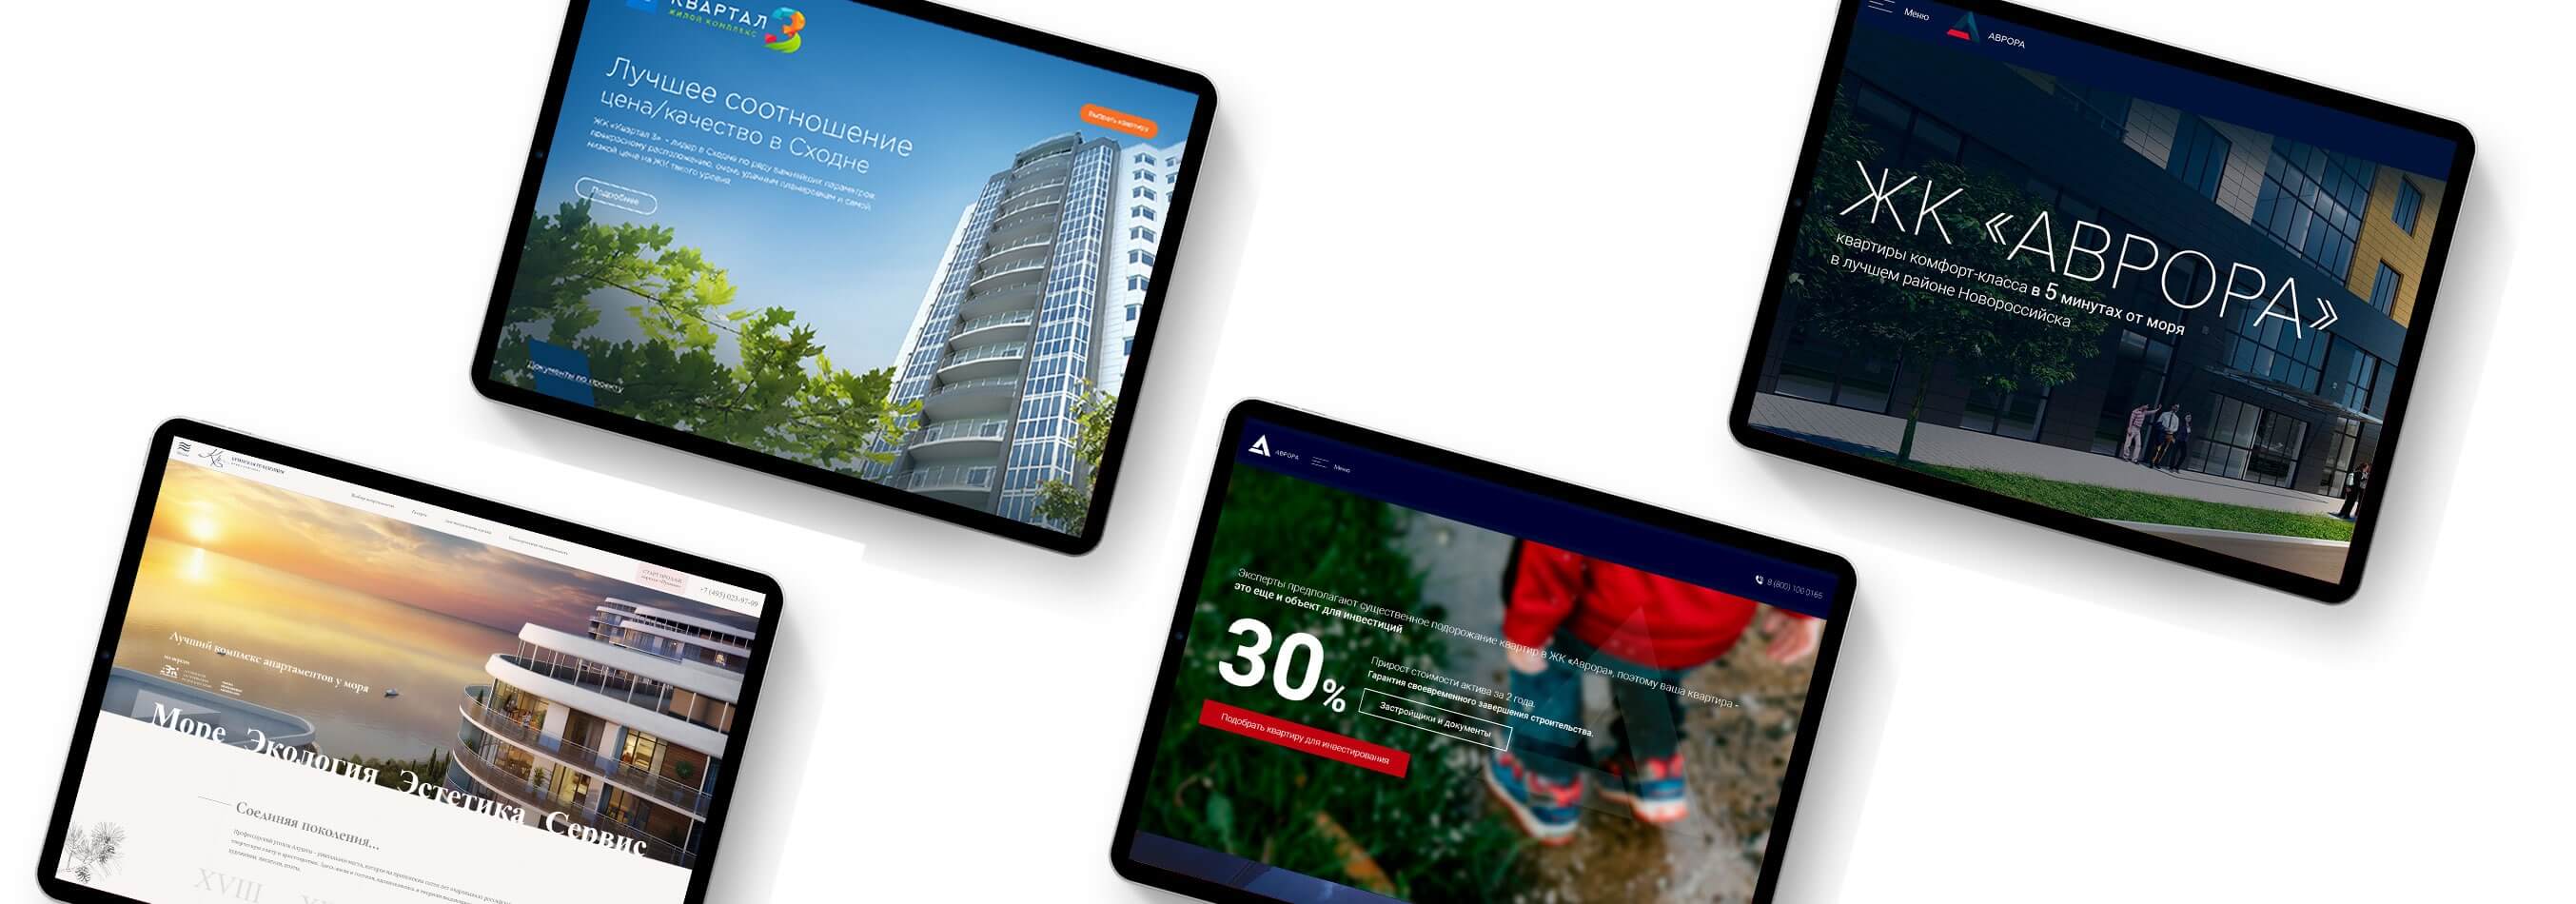 КВАРТАЛ 3
ЖИЛОЙ КОМПЛЕКС
Лучшее соотношение
цена/качество в Сходне
ЖК «Квартал 3» - лидер в Сходне по ряду важнейших параметров:
прекрасному расположению, очень удачным планировкам и самой
низкой цене на ЖК такого уровня
Подробнее
Выбрать квартиру
Документы по проекту
Меню
АВРОРА
ЖК «АВРОРА»
квартиры комфорт-класса в 5 минутах от моря
в лучшем районе Новороссийска
+7 (495) 023-97-99
Лучший комплекс апартаментов у моря
Море Экология Эстетика Сервис
Соединяя поколения...
XVIII
АВРОРА
Меню
8 (800) 100 0165
Эксперты предполагают существенное подорожание квартир в ЖК «Аврора», поэтому ваша квартира -
это еще и объект для инвестиций
30%
Прирост стоимости актива за 2 года.
Гарантия своевременного завершения строительства.
Застройщики и документы
Подобрать квартиру для инвестирования